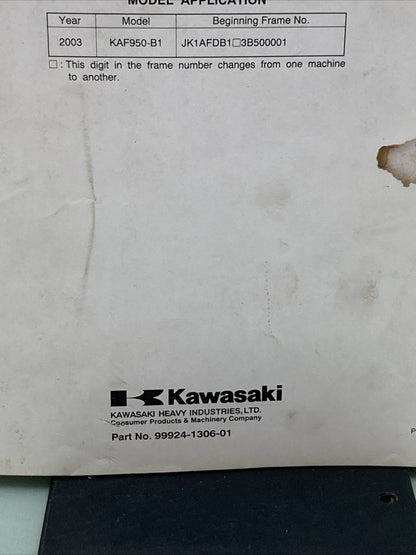 MODEL APPLICATION
Year Model Beginning Frame No.
2003 KAF950-B1 JK1AFDB1□3B500001
□ : This digit in the frame number changes from one machine
to another.
Kawasaki
KAWASAKI HEAVY INDUSTRIES, LTD.
Consumer Products & Machinery Company
Part No. 99924-1306-01
P